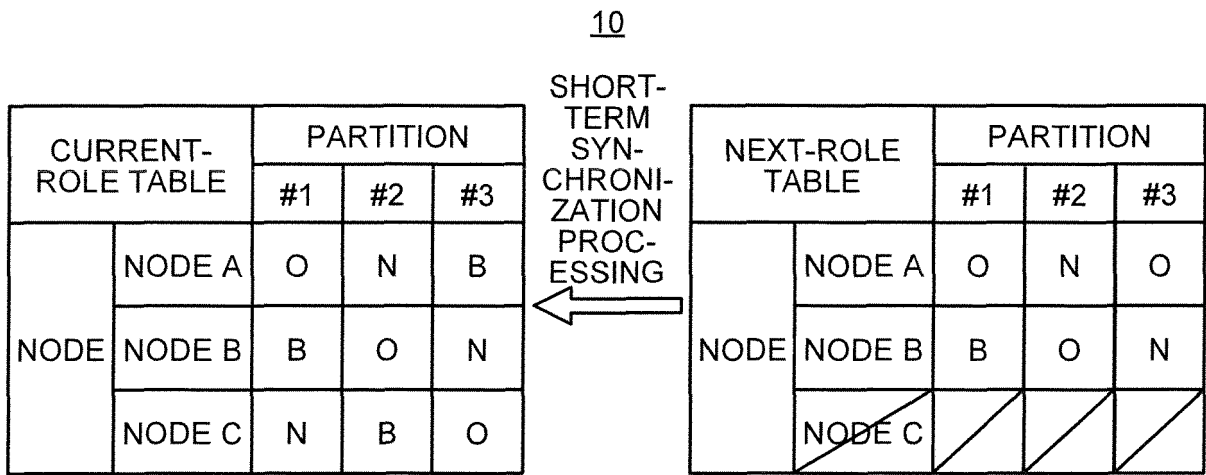 10
SHORT-
TERM
SYN-
CHRONI-
ZATION
PROC-
ESSING
CURRENT-
ROLE TABLE
PARTITION
#1 #2 #3
NODE
NODE A O N B
NODE B B O N
NODE C N B O
NEXT-ROLE
TABLE
PARTITION
#1 #2 #3
NODE
NODE A O N O
NODE B B O N
NODE C